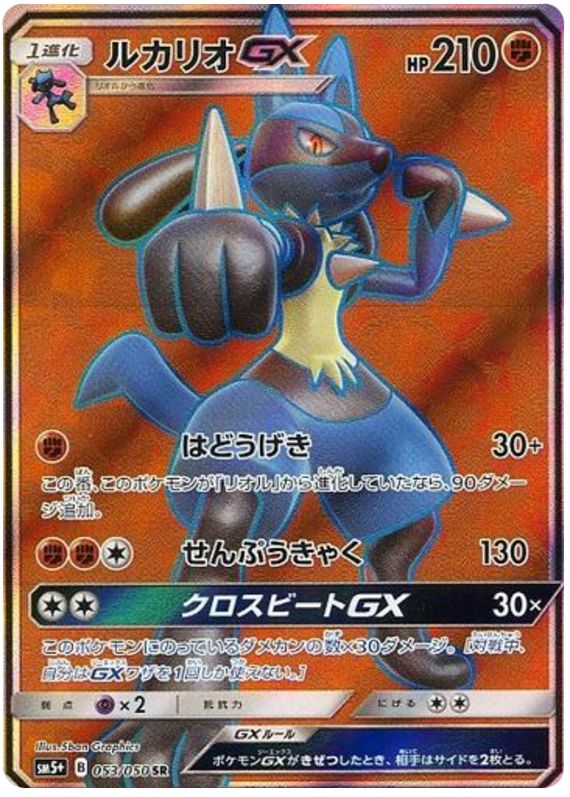 1進化 ルカリオGX HP210
リオルから進化
はどうげき 30+
この番、このポケモンが「リオル」から進化していたなら、90ダメー
ジ追加。
せんぷうきゃく 130
クロスビートGX 30×
このポケモンにのっているダメカンの数×30ダメージ。[対戦中、
自分はGXワザを1回しか使えない。]
弱点 ×2 抵抗力 にげる
GXルール
Illus. 5ban Graphics
ポケモンGXがきぜつしたとき、相手はサイドを2枚とる。
SM5+ B 053/050 SR